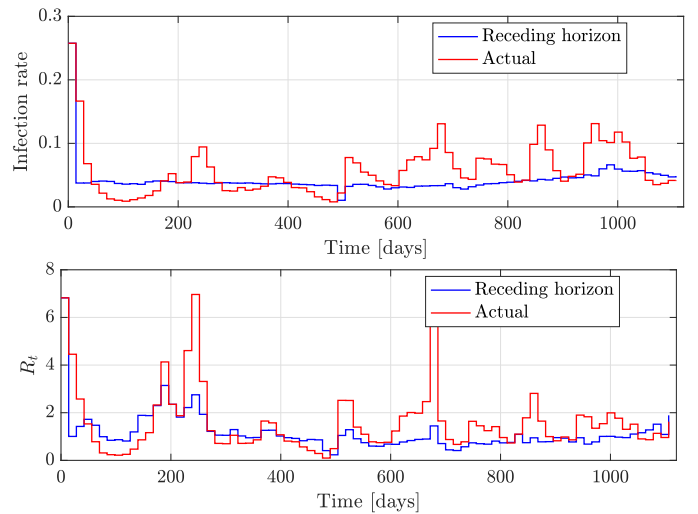 0.3
0.2
0.1
0
Infection rate
Receding horizon
Actual
0 200 400 600 800 1000
Time [days]
8
6
4
2
0
R_t
Receding horizon
Actual
0 200 400 600 800 1000
Time [days]